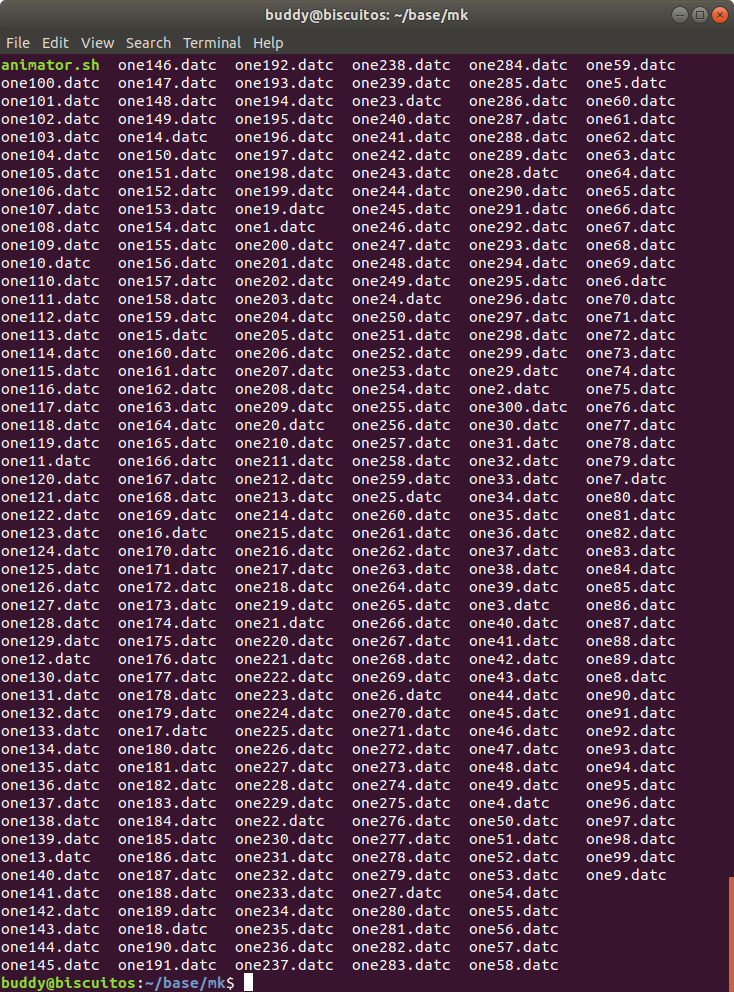 buddy@biscuitos: ~/base/mk
File Edit View Search Terminal Help
animator.sh one146.datc one192.datc one238.datc one284.datc one59.datc
one100.datc one147.datc one193.datc one239.datc one285.datc one5.datc
one101.datc one148.datc one194.datc one23.datc one286.datc one60.datc
one102.datc one149.datc one195.datc one240.datc one287.datc one61.datc
one103.datc one14.datc one196.datc one241.datc one288.datc one62.datc
one104.datc one150.datc one197.datc one242.datc one289.datc one63.datc
one105.datc one151.datc one198.datc one243.datc one28.datc one64.datc
one106.datc one152.datc one199.datc one244.datc one290.datc one65.datc
one107.datc one153.datc one19.datc one245.datc one291.datc one66.datc
one108.datc one154.datc one1.datc one246.datc one292.datc one67.datc
one109.datc one155.datc one200.datc one247.datc one293.datc one68.datc
one10.datc one156.datc one201.datc one248.datc one294.datc one69.datc
one110.datc one157.datc one202.datc one249.datc one295.datc one6.datc
one111.datc one158.datc one203.datc one24.datc one296.datc one70.datc
one112.datc one159.datc one204.datc one250.datc one297.datc one71.datc
one113.datc one15.datc one205.datc one251.datc one298.datc one72.datc
one114.datc one160.datc one206.datc one252.datc one299.datc one73.datc
one115.datc one161.datc one207.datc one253.datc one29.datc one74.datc
one116.datc one162.datc one208.datc one254.datc one2.datc one75.datc
one117.datc one163.datc one209.datc one255.datc one300.datc one76.datc
one118.datc one164.datc one20.datc one256.datc one30.datc one77.datc
one119.datc one165.datc one210.datc one257.datc one31.datc one78.datc
one11.datc one166.datc one211.datc one258.datc one32.datc one79.datc
one120.datc one167.datc one212.datc one259.datc one33.datc one7.datc
one121.datc one168.datc one213.datc one25.datc one34.datc one80.datc
one122.datc one169.datc one214.datc one260.datc one35.datc one81.datc
one123.datc one16.datc one215.datc one261.datc one36.datc one82.datc
one124.datc one170.datc one216.datc one262.datc one37.datc one83.datc
one125.datc one171.datc one217.datc one263.datc one38.datc one84.datc
one126.datc one172.datc one218.datc one264.datc one39.datc one85.datc
one127.datc one173.datc one219.datc one265.datc one3.datc one86.datc
one128.datc one174.datc one21.datc one266.datc one40.datc one87.datc
one129.datc one175.datc one220.datc one267.datc one41.datc one88.datc
one12.datc one176.datc one221.datc one268.datc one42.datc one89.datc
one130.datc one177.datc one222.datc one269.datc one43.datc one8.datc
one131.datc one178.datc one223.datc one26.datc one44.datc one90.datc
one132.datc one179.datc one224.datc one270.datc one45.datc one91.datc
one133.datc one17.datc one225.datc one271.datc one46.datc one92.datc
one134.datc one180.datc one226.datc one272.datc one47.datc one93.datc
one135.datc one181.datc one227.datc one273.datc one48.datc one94.datc
one136.datc one182.datc one228.datc one274.datc one49.datc one95.datc
one137.datc one183.datc one229.datc one275.datc one4.datc one96.datc
one138.datc one184.datc one22.datc one276.datc one50.datc one97.datc
one139.datc one185.datc one230.datc one277.datc one51.datc one98.datc
one13.datc one186.datc one231.datc one278.datc one52.datc one99.datc
one140.datc one187.datc one232.datc one279.datc one53.datc one9.datc
one141.datc one188.datc one233.datc one27.datc one54.datc
one142.datc one189.datc one234.datc one280.datc one55.datc
one143.datc one18.datc one235.datc one281.datc one56.datc
one144.datc one190.datc one236.datc one282.datc one57.datc
one145.datc one191.datc one237.datc one283.datc one58.datc
buddy@biscuitos:~/base/mk$